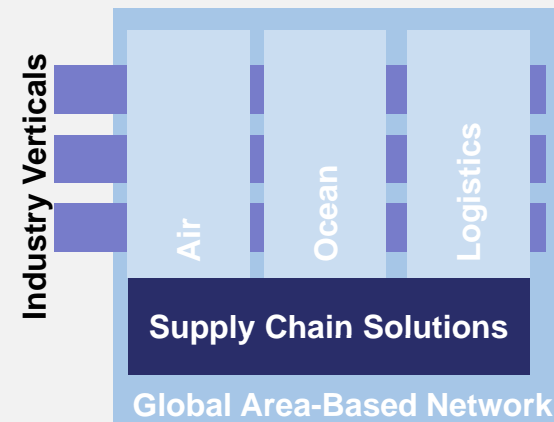 Industry Verticals
Air
Ocean
Logistics
Supply Chain Solutions
Global Area-Based Network